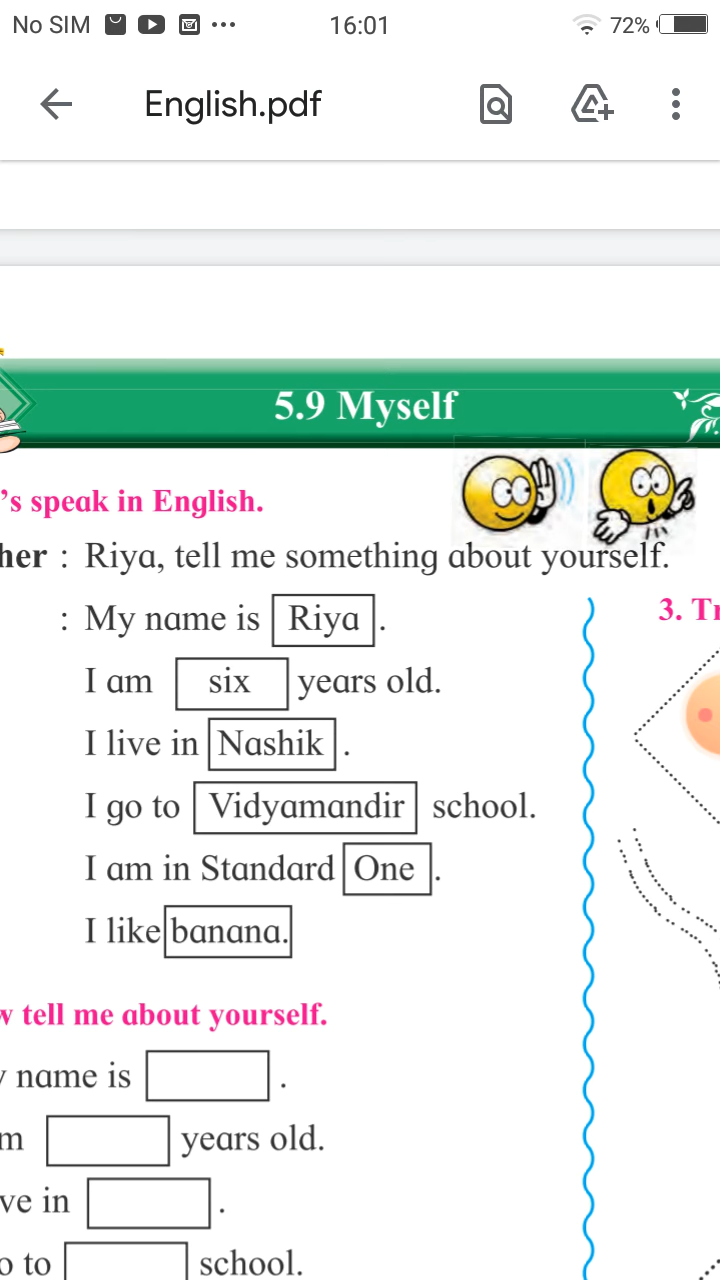 No SIM 16:01 72%
English.pdf
5.9 Myself
's speak in English.
her : Riya, tell me something about yourself.
: My name is Riya .
3. Tr
I am six years old.
I live in Nashik .
I go to Vidyamandir school.
I am in Standard One .
I like banana.
w tell me about yourself.
y name is .
m years old.
ve in .
o to school.